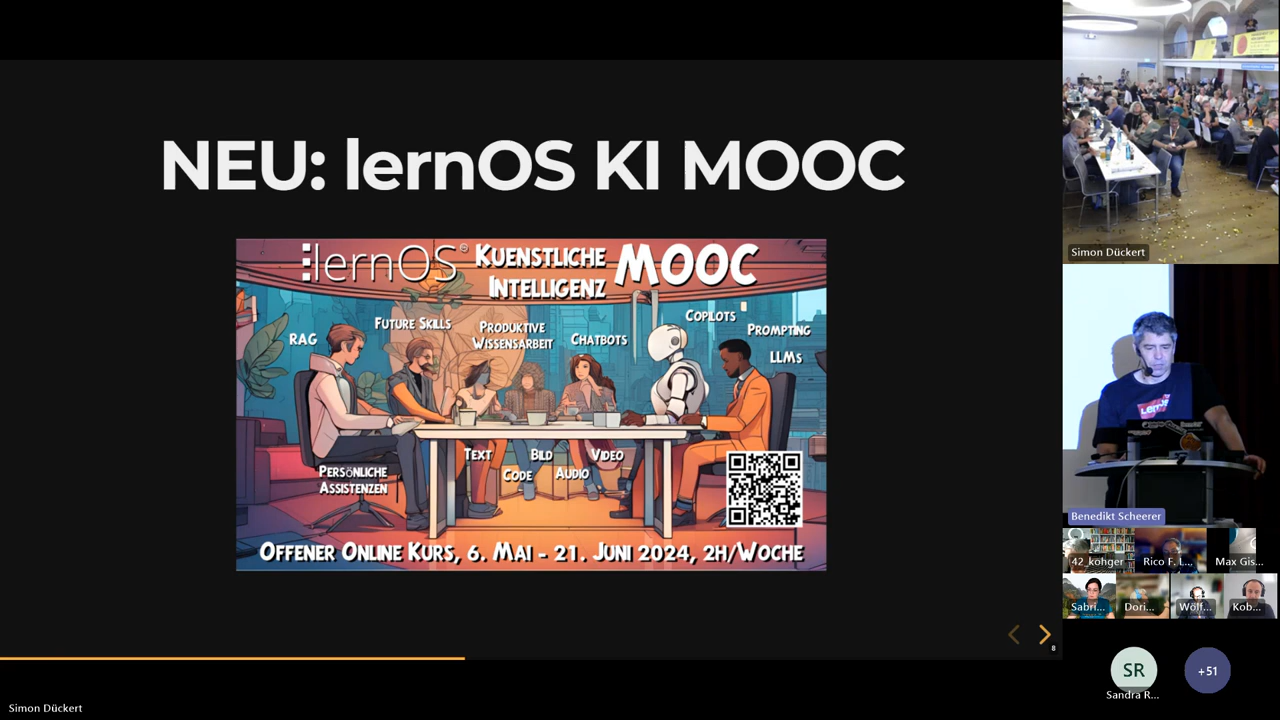 NEU: lernOS KI MOOC
lernOS® KUENSTLICHE INTELLIGENZ MOOC
RAG
FUTURE SKILLS
PRODUKTIVE
WISSENSARBEIT
CHATBOTS
COPILOTS
PROMPTING
LLMS
PERSÖNLICHE
ASSISTENZEN
TEXT
BILD
VIDEO
CODE
AUDIO
OFFENER ONLINE KURS, 6. MAI - 21. JUNI 2024, 2H/WOCHE
8
Simon Dückert
Simon Dückert
Benedikt Scheerer
42_kohger
Rico F. L...
Max Gis...
Sabri...
Dori...
Wölf...
Kob...
SR
+51
Sandra R...